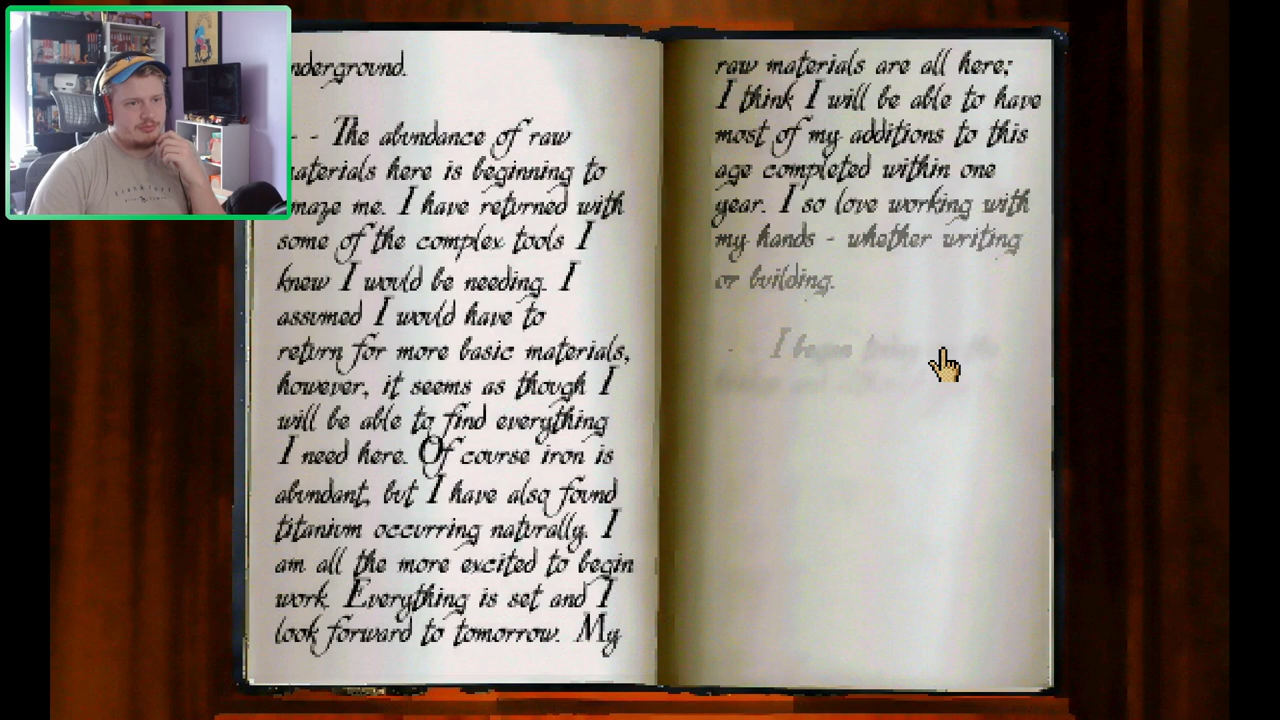 nderground.
- - The abundance of raw
materials here is beginning to
maze me. I have returned with
some of the complex tools I
knew I would be needing. I
assumed I would have to
return for more basic materials,
however, it seems as though I
will be able to find everything
I need here. Of course iron is
abundant, but I have also found
titanium occurring naturally. I
am all the more excited to begin
work. Everything is set and I
look forward to tomorrow. My
raw materials are all here;
I think I will be able to have
most of my additions to this
age completed within one
year. I so love working with
my hands - whether writing
or building.
- I began today